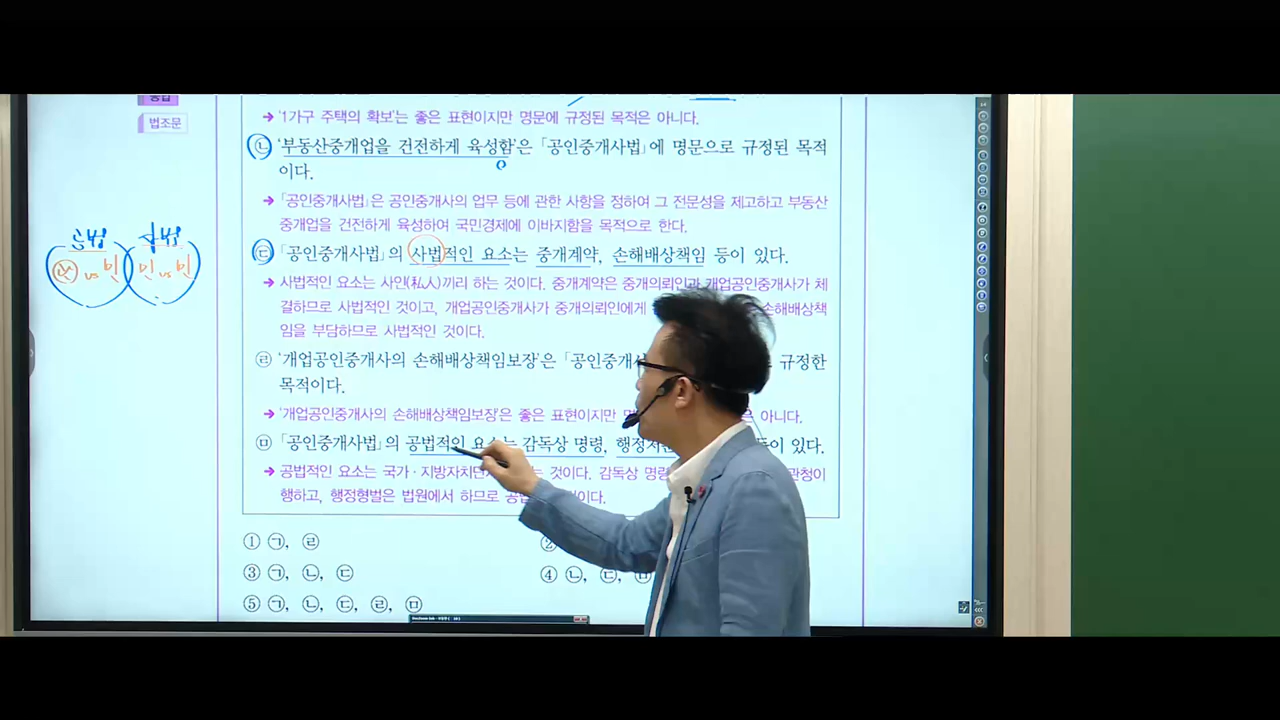 법조문
→ '1가구 주택의 확보'는 좋은 표현이지만 명문에 규정된 목적은 아니다.
㉡ '부동산중개업을 건전하게 육성함'은 「공인중개사법」에 명문으로 규정된 목적
이다.
→ 「공인중개사법」은 공인중개사의 업무 등에 관한 사항을 정하여 그 전문성을 제고하고 부동산
중개업을 건전하게 육성하여 국민경제에 이바지함을 목적으로 한다.
공법 사법
민 vs 민
㉢ 「공인중개사법」의 사법적인 요소는 중개계약, 손해배상책임 등이 있다.
→ 사법적인 요소는 사인(私人)끼리 하는 것이다. 중개계약은 중개의뢰인과 개업공인중개사가 체
결하므로 사법적인 것이고, 개업공인중개사가 중개의뢰인에게 손해배상책
임을 부담하므로 사법적인 것이다.
㉣ '개업공인중개사의 손해배상책임보장'은 「공인중개사 규정한
목적이다.
→ '개업공인중개사의 손해배상책임보장'은 좋은 표현이지만 아니다.
㉤ 「공인중개사법」의 공법적인 요소는 감독상 명령, 등이 있다.
→ 공법적인 요소는 국가·지방자치단체 는 것이다. 감독상 명령 관청이
행하고, 행정형벌은 법원에서 하므로 공법 이다.
① ㉠, ㉣
②
③ ㉠, ㉡, ㉢
④ ㉡, ㉢, ㉤
⑤ ㉠, ㉡, ㉢, ㉣, ㉤